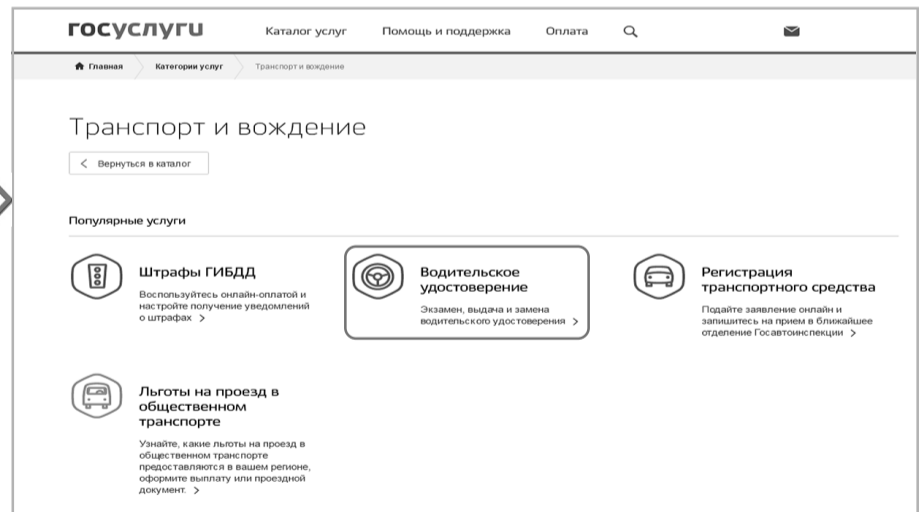 госуслуги Каталог услуг Помощь и поддержка Оплата
Главная Категории услуг Транспорт и вождение
Транспорт и вождение
Вернуться в каталог
Популярные услуги
Штрафы ГИБДД
Воспользуйтесь онлайн-оплатой и
настройте получение уведомлений
о штрафах >
Водительское
удостоверение
Экзамен, выдача и замена
водительского удостоверения >
Регистрация
транспортного средства
Подайте заявление онлайн и
запишитесь на прием в ближайшее
отделение Госавтоинспекции >
Льготы на проезд в
общественном
транспорте
Узнайте, какие льготы на проезд в
общественном транспорте
предоставляются в вашем регионе,
оформите выплату или проездной
документ. >